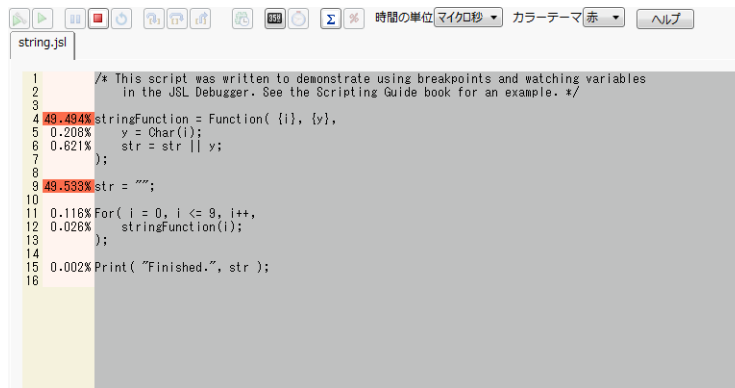 時間の単位 マイクロ秒 カラーテーマ 赤 ヘルプ
string.jsl
1 /* This script was written to demonstrate using breakpoints and watching variables
2 in the JSL Debugger. See the Scripting Guide book for an example. */
3
4 49.494% stringFunction = Function( {i}, {y},
5 0.208% y = Char(i);
6 0.621% str = str || y;
7 );
8
9 49.533% str = "";
10
11 0.116% For( i = 0, i <= 9, i++,
12 0.026% stringFunction(i);
13 );
14
15 0.002% Print( "Finished.", str );
16